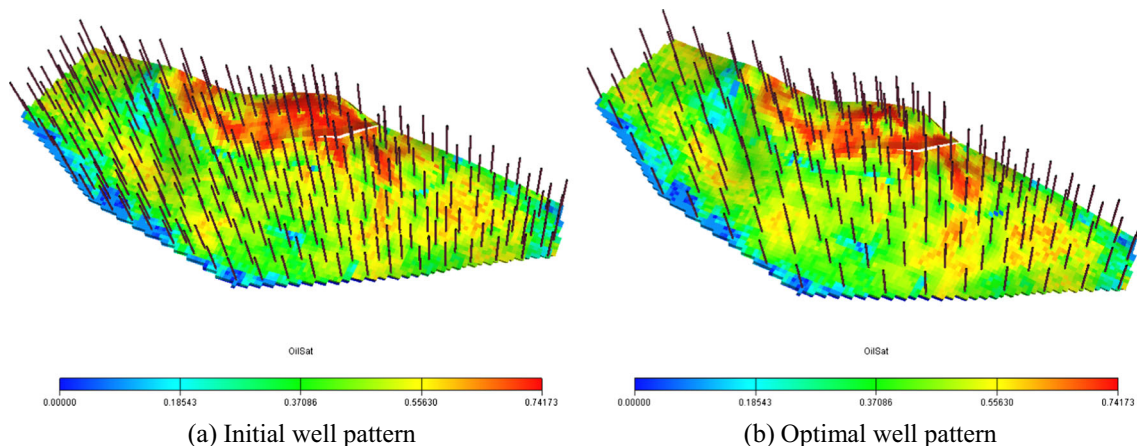 OilSat
0.00000 0.18543 0.37086 0.55630 0.74173
(a) Initial well pattern
OilSat
0.00000 0.18543 0.37086 0.55630 0.74173
(b) Optimal well pattern